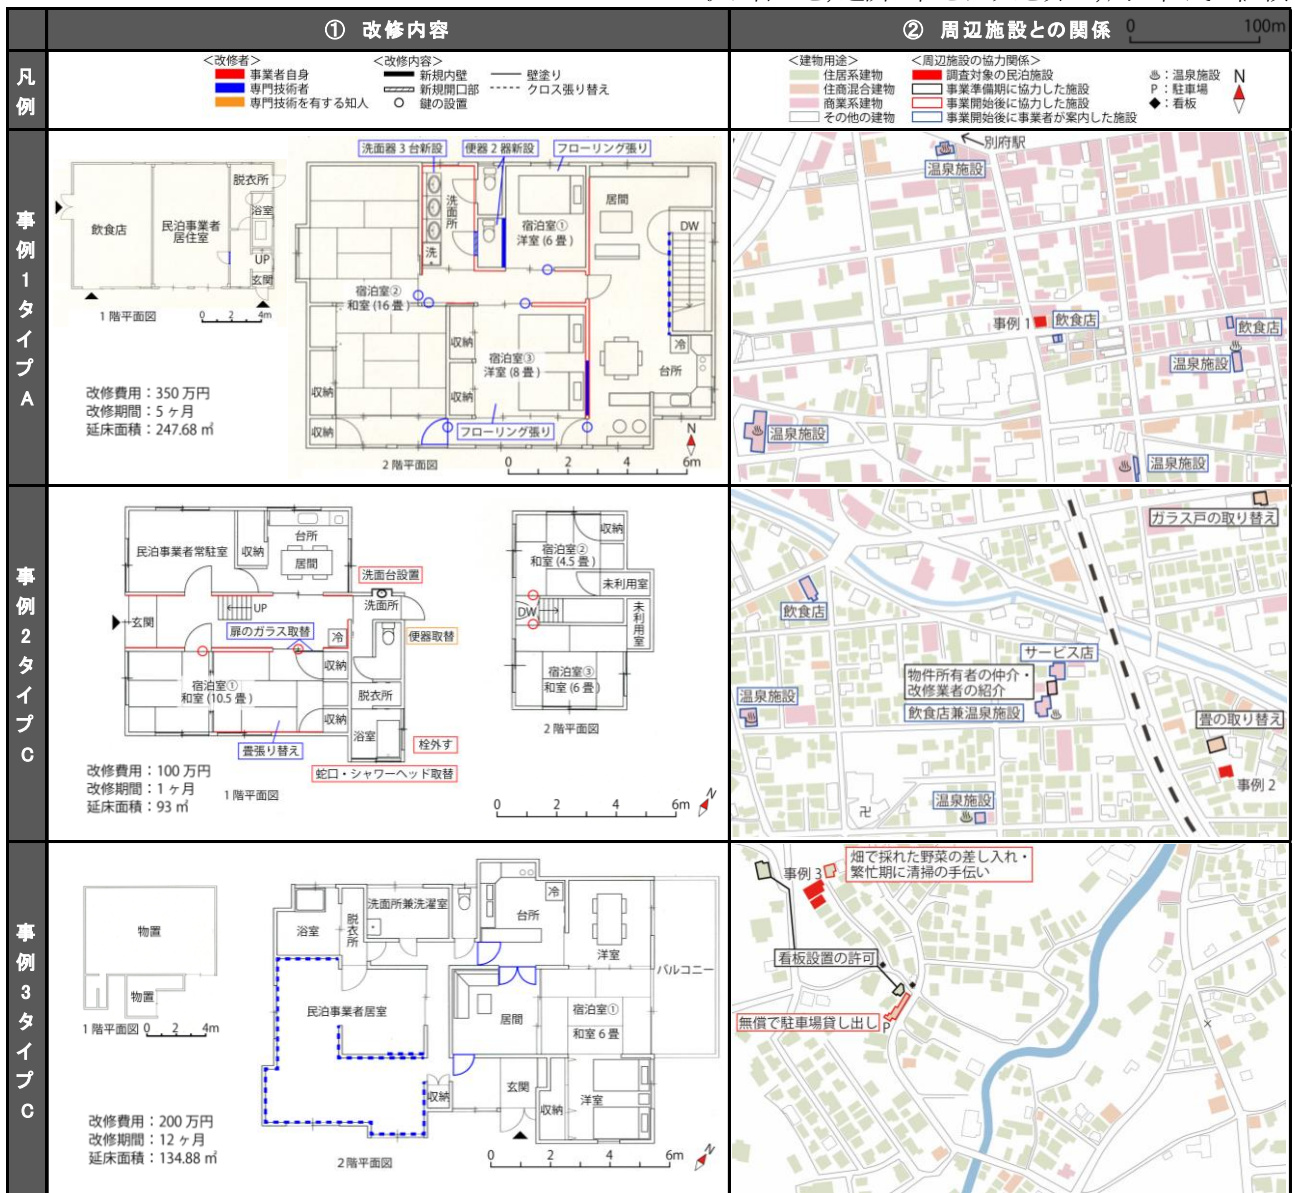 ① 改修内容
② 周辺施設との関係
0 100m
凡例
<改修者>
事業者自身
専門技術者
専門技術を有する知人
<改修内容>
新規内壁
新規開口部
鍵の設置
壁塗り
クロス張り替え
<建物用途>
住居系建物
住商混合建物
商業系建物
その他の建物
<周辺施設の協力関係>
調査対象の民泊施設
事業準備期に協力した施設
事業開始後に協力した施設
事業開始後に事業者が案内した施設
♨:温泉施設
P:駐車場
◆:看板
N
事例1タイプA
飲食店
民泊事業者
居住室
脱衣所
浴室
UP
玄関
1階平面図
0 2 4m
改修費用:350万円
改修期間:5ヶ月
延床面積:247.68㎡
洗面器3台新設
便器2器新設
フローリング張り
洗面所
洗
宿泊室①
洋室(6畳)
居間
DW
宿泊室②
和室(16畳)
収納
宿泊室③
洋室(8畳)
冷
台所
収納
収納
収納
フローリング張り
2階平面図
0 2 4 6m
N
別府駅
温泉施設
事例1
飲食店
飲食店
温泉施設
温泉施設
温泉施設
事例2タイプC
民泊事業者常駐室
収納
台所
居間
洗面台設置
洗面所
UP
玄関
扉のガラス取替
冷
便器取替
収納
宿泊室①
和室(10.5畳)
脱衣所
収納
浴室
栓外す
畳張り替え
蛇口・シャワーヘッド取替
改修費用:100万円
改修期間:1ヶ月
延床面積:93㎡
1階平面図
収納
宿泊室②
和室(4.5畳)
未利用室
DW
未利用室
宿泊室③
和室(6畳)
2階平面図
0 2 4 6m
N
ガラス戸の取り替え
飲食店
サービス店
物件所有者の仲介・
改修業者の紹介
温泉施設
飲食店兼温泉施設
畳の取り替え
事例2
温泉施設
卍
事例3タイプC
物置
物置
1階平面図
0 2 4m
改修費用:200万円
改修期間:12ヶ月
延床面積:134.88㎡
浴室
脱衣所
洗面所兼洗濯室
台所
冷
洋室
バルコニー
民泊事業者居室
居間
宿泊室①
和室6畳
収納
玄関
収納
洋室
2階平面図
0 2 4 6m
N
事例3
畑で採れた野菜の差し入れ・
繁忙期に清掃の手伝い
看板設置の許可
無償で駐車場貸し出し
P